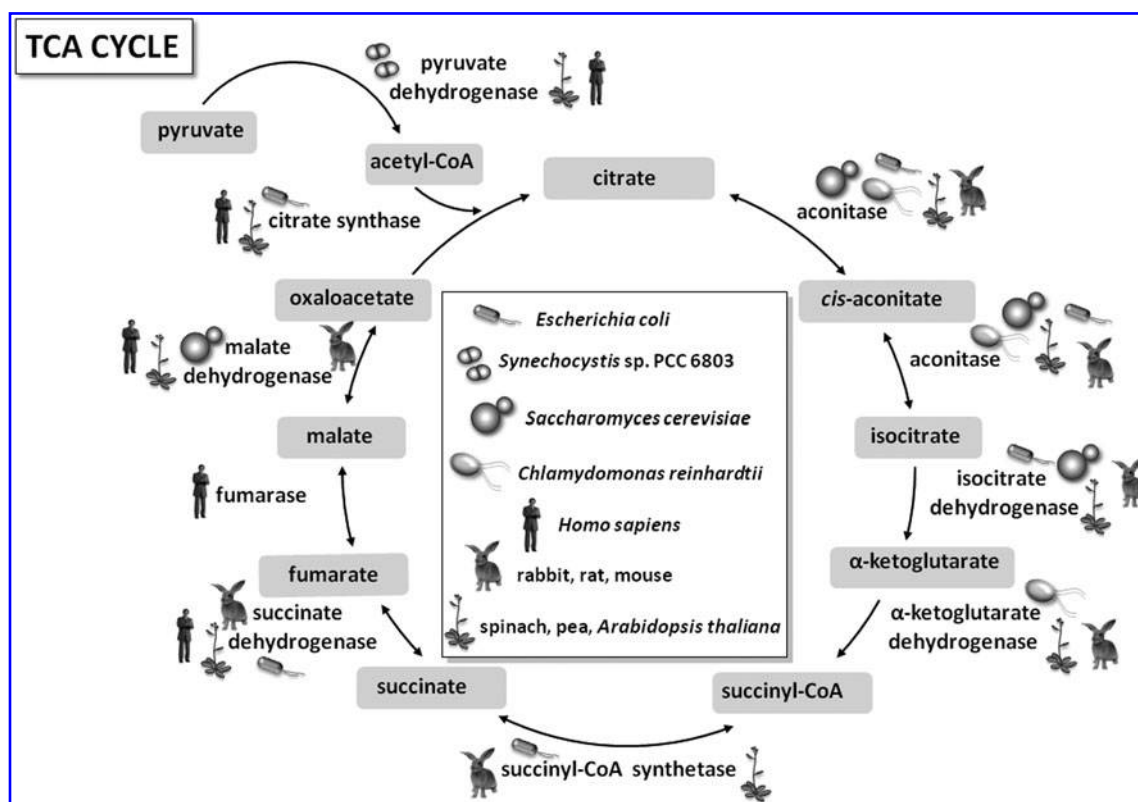 TCA CYCLE
pyruvate
dehydrogenase
pyruvate
acetyl-CoA
citrate
aconitase
citrate synthase
oxaloacetate
cis-aconitate
Escherichia coli
malate
dehydrogenase
aconitase
Synechocystis sp. PCC 6803
Saccharomyces cerevisiae
malate
isocitrate
isocitrate
dehydrogenase
Chlamydomonas reinhardtii
fumarase
Homo sapiens
fumarate
rabbit, rat, mouse
α-ketoglutarate
succinate
dehydrogenase
spinach, pea, Arabidopsis thaliana
α-ketoglutarate
dehydrogenase
succinate
succinyl-CoA
succinyl-CoA synthetase